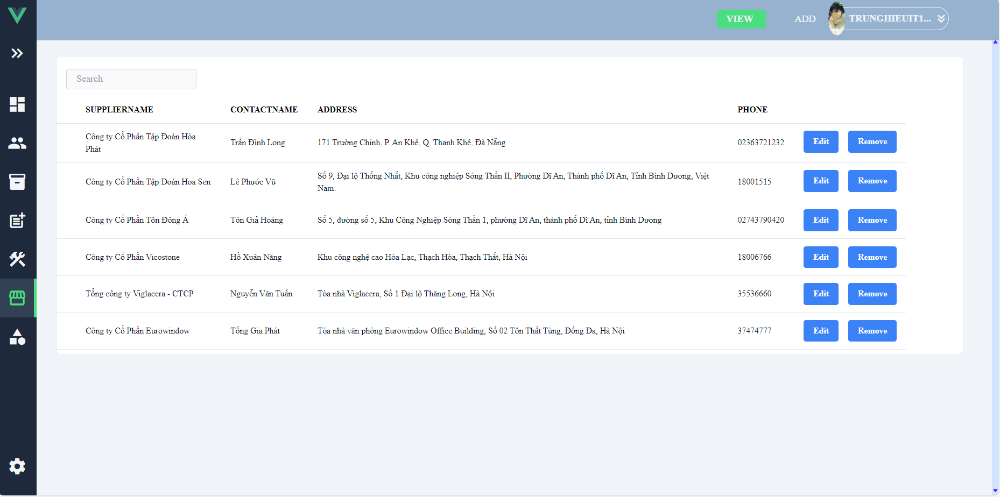 VIEW
ADD
TRUNGHIEUIT1...
Search
SUPPLIERNAME CONTACTNAME ADDRESS PHONE
Công ty Cổ Phần Tập Đoàn Hòa
Phát
Trần Đình Long
171 Trường Chinh, P. An Khê, Q. Thanh Khê, Đà Nẵng
02363721232
Edit
Remove
Công ty Cổ Phần Tập Đoàn Hoa Sen
Lê Phước Vũ
Số 9, Đại lộ Thống Nhất, Khu công nghiệp Sóng Thần II, Phường Dĩ An, Thành phố Dĩ An, Tỉnh Bình Dương, Việt
Nam.
18001515
Edit
Remove
Công ty Cổ Phần Tôn Đông Á
Tôn Giả Hoàng
Số 5, đường số 5, Khu Công Nghiệp Sóng Thần 1, phường Dĩ An, thành phố Dĩ An, tỉnh Bình Dương
02743790420
Edit
Remove
Công ty Cổ Phần Vicostone
Hồ Xuân Năng
Khu công nghệ cao Hòa Lạc, Thạch Hòa, Thạch Thất, Hà Nội
18006766
Edit
Remove
Tổng công ty Viglacera - CTCP
Nguyễn Văn Tuấn
Tòa nhà Viglacera, Số 1 Đại lộ Thăng Long, Hà Nội
35536660
Edit
Remove
Công ty Cổ Phần Eurowindow
Tống Gia Phát
Tòa nhà văn phòng Eurowindow Office Building, Số 02 Tôn Thất Tùng, Đống Đa, Hà Nội
37474777
Edit
Remove